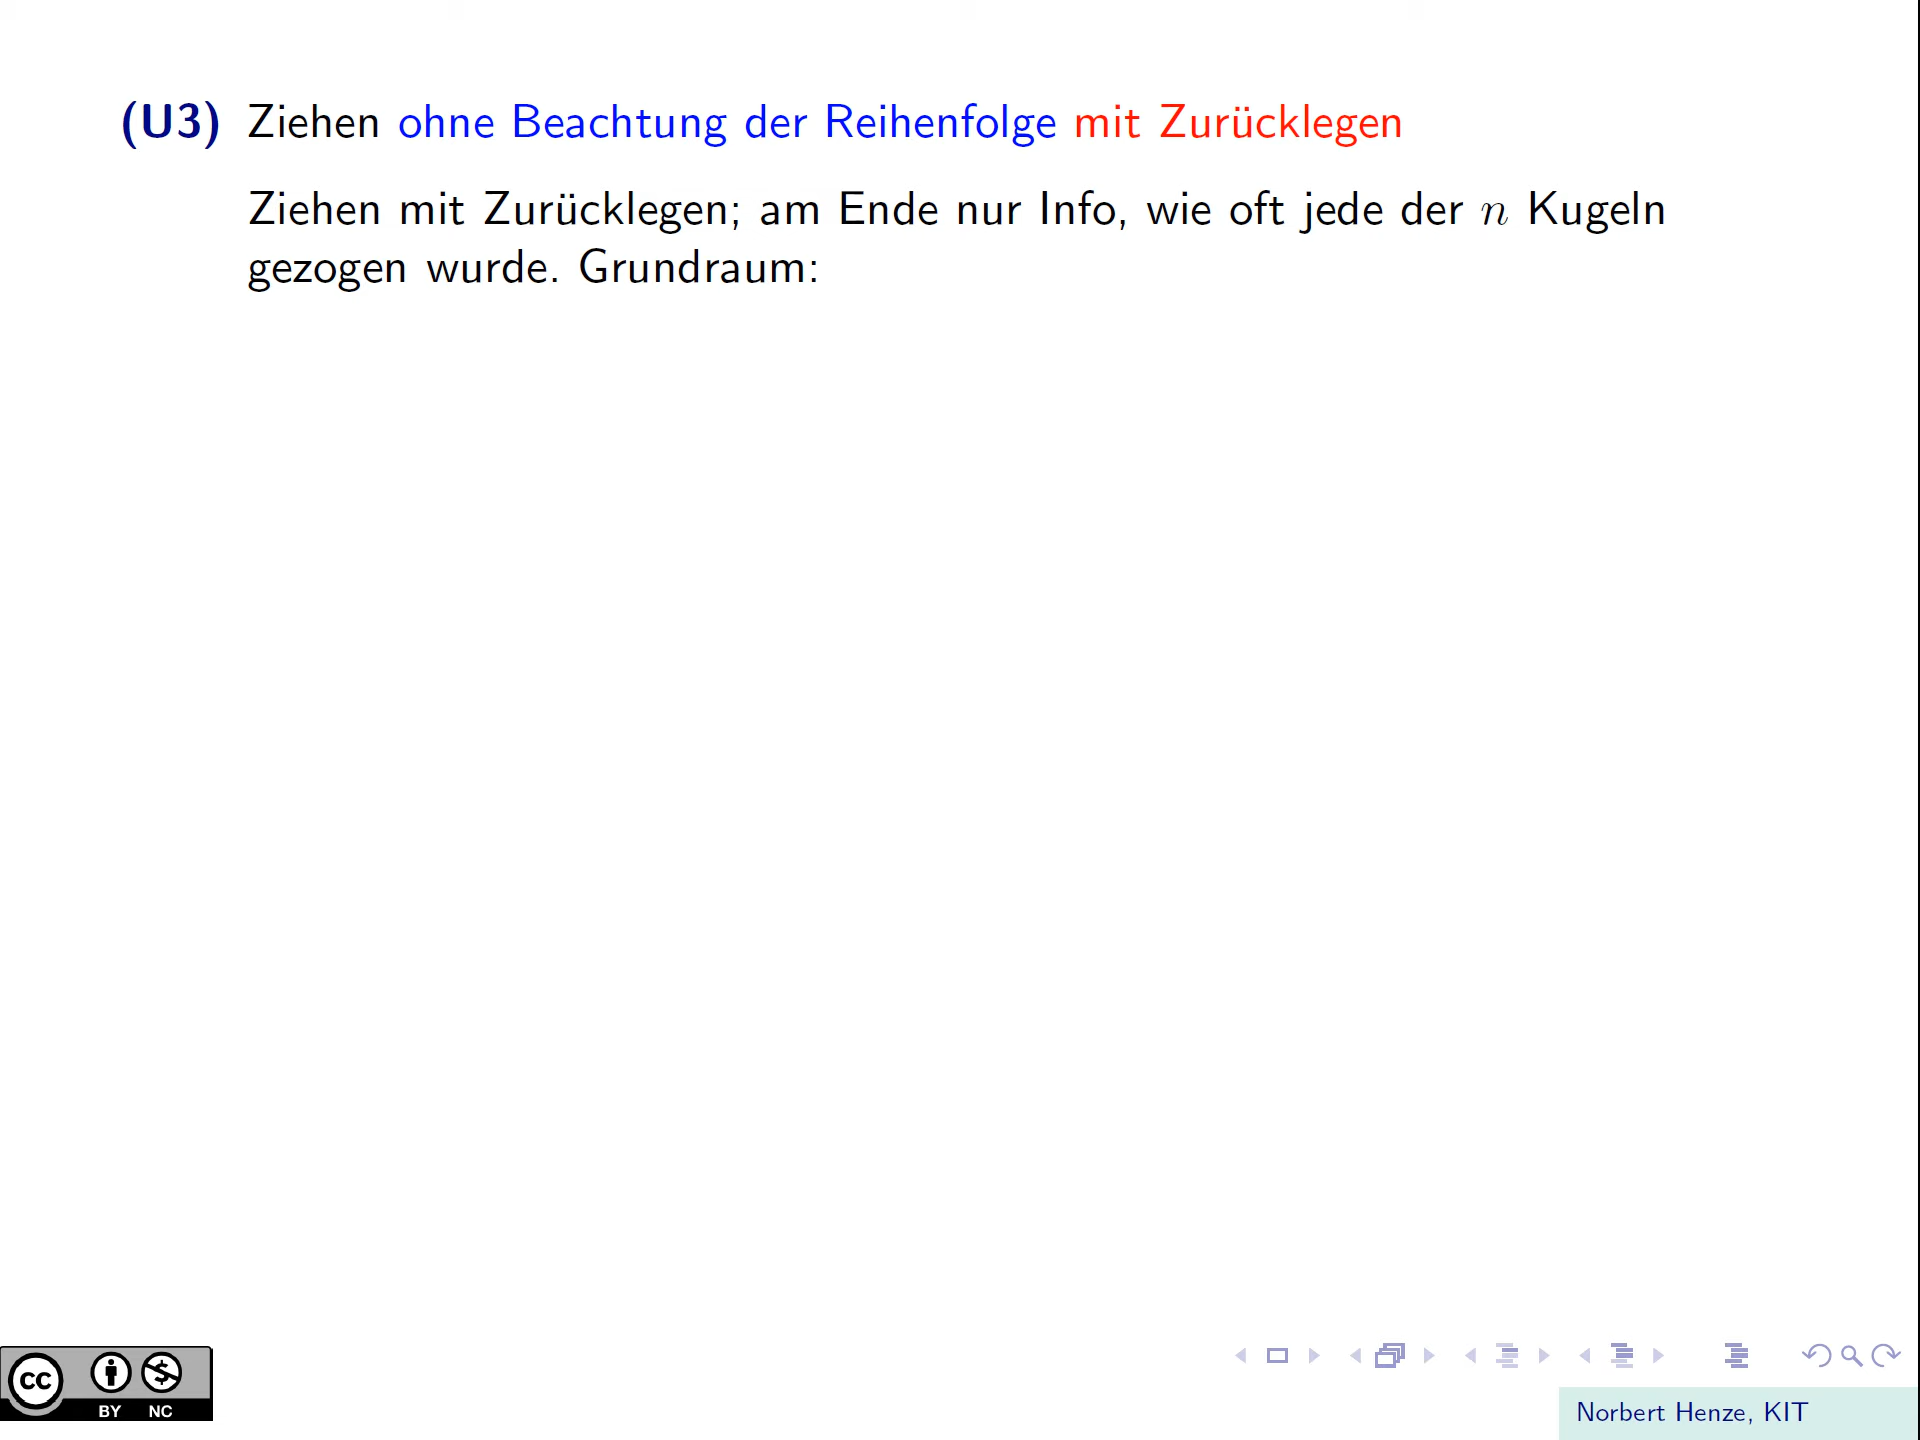 (U3) Ziehen ohne Beachtung der Reihenfolge mit Zurücklegen
Ziehen mit Zurücklegen; am Ende nur Info, wie oft jede der n Kugeln
gezogen wurde. Grundraum:
cc
BY NC
Norbert Henze, KIT